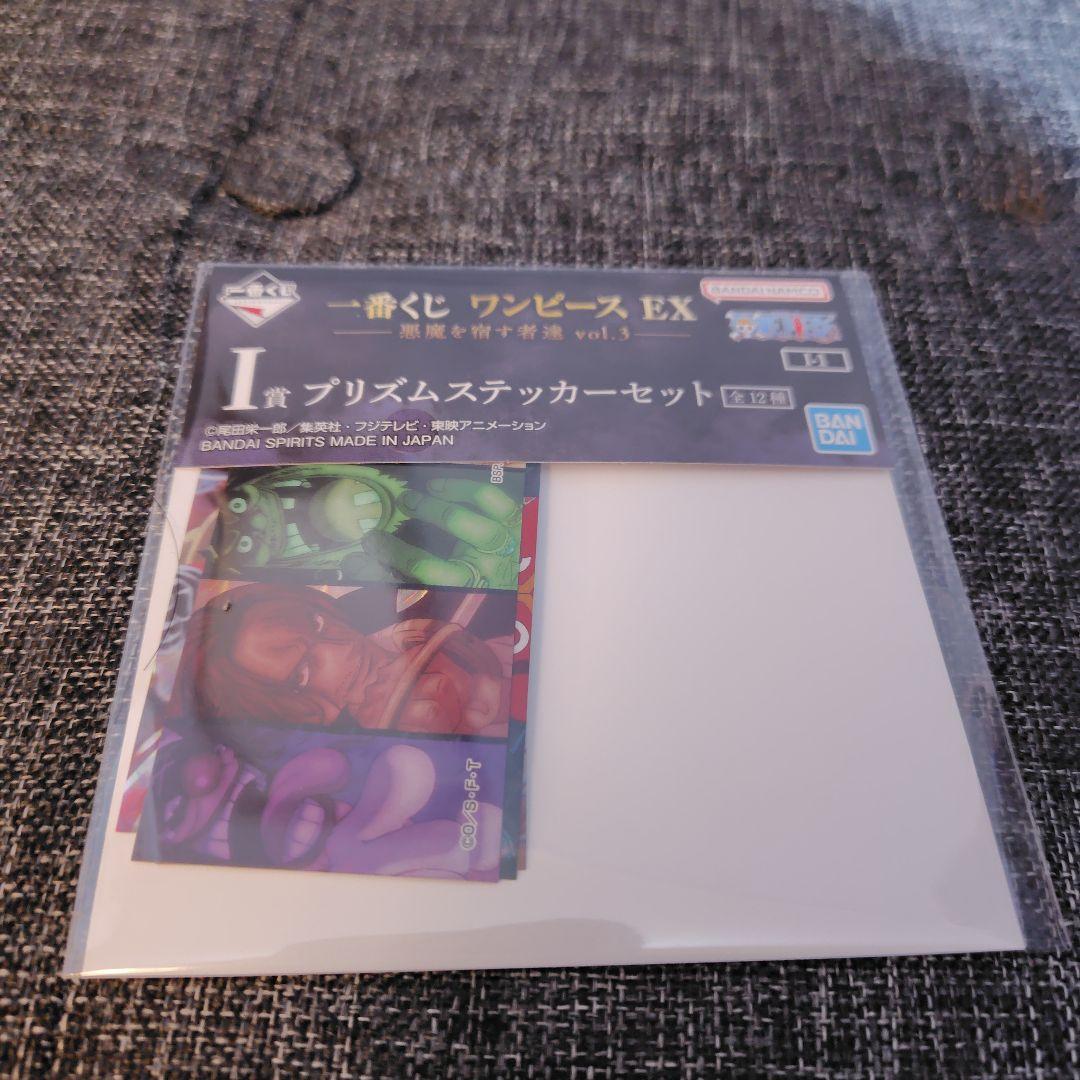 一番くじ
一番くじ ワンピース EX
BANDAI NAMCO
悪魔を宿す者達 vol.3
I賞 プリズムステッカーセット 全12種
BAN
DAI
©尾田栄一郎/集英社・フジテレビ・東映アニメーション
BANDAI SPIRITS MADE IN JAPAN
BSP
©O/S・F・T